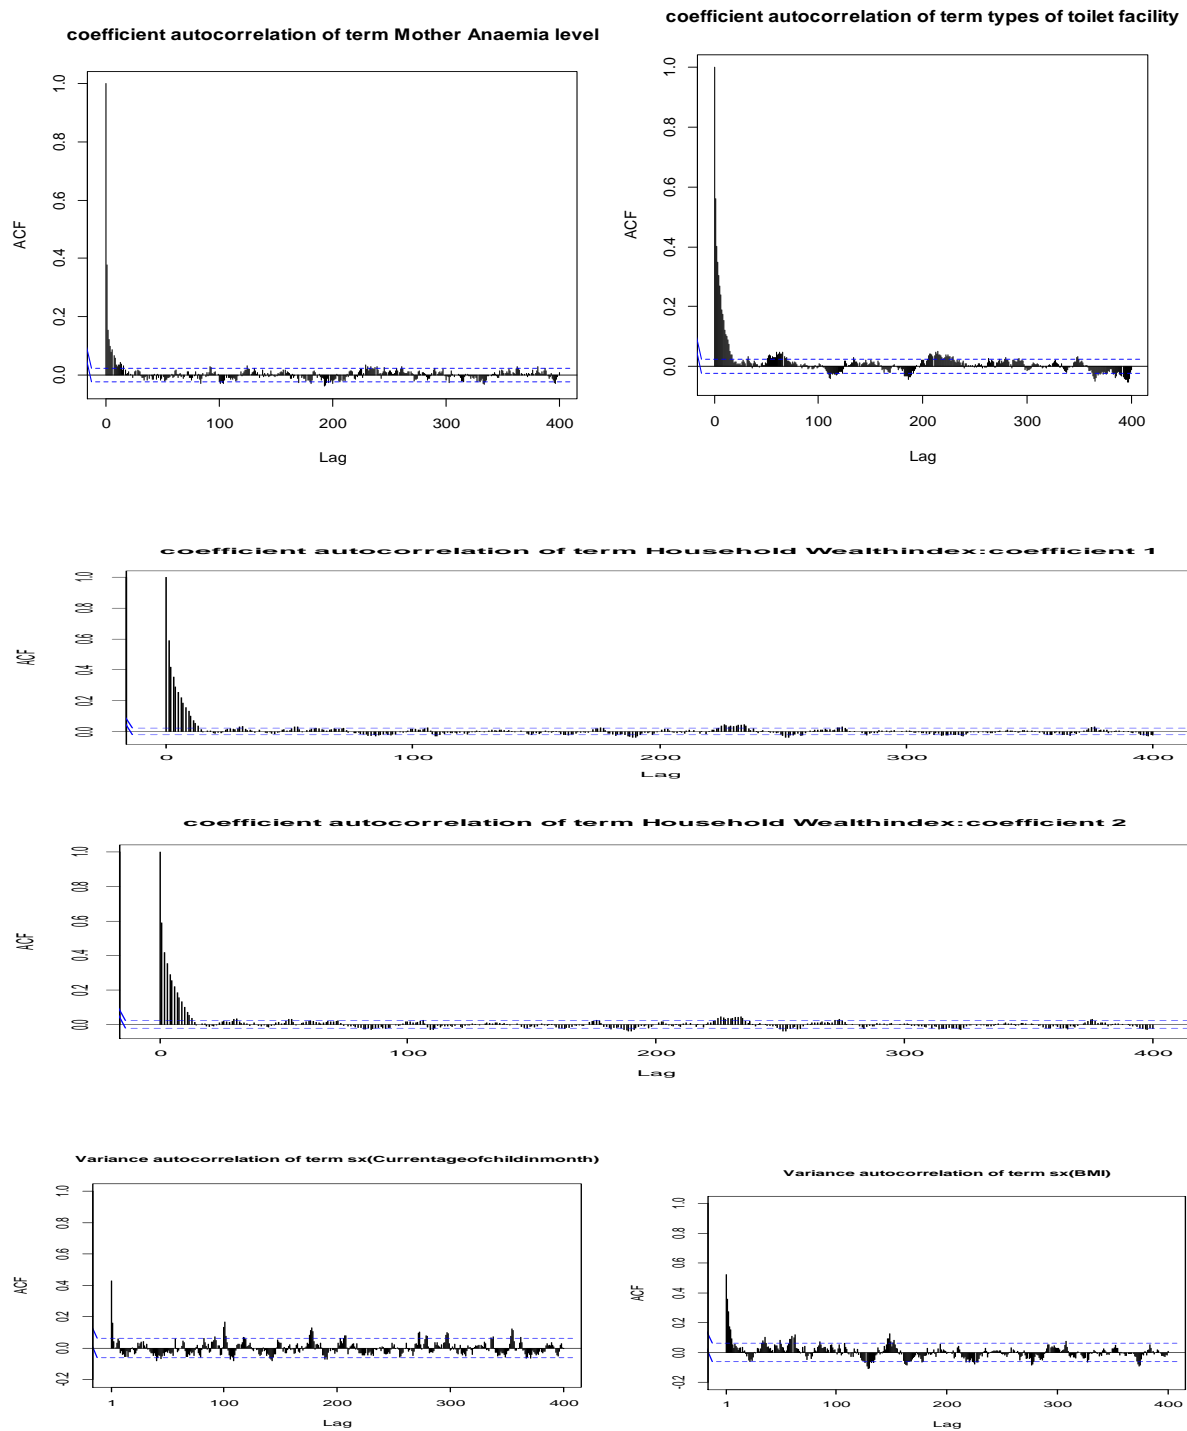 coefficient autocorrelation of term Mother Anaemia level
ACF
1.0
0.8
0.6
0.4
0.2
0.0
0 100 200 300 400
Lag
coefficient autocorrelation of term types of toilet facility
ACF
1.0
0.8
0.6
0.4
0.2
0.0
0 100 200 300 400
Lag
coefficient autocorrelation of term Household Wealthindex:coefficient 1
ACF
1.0
0.8
0.6
0.4
0.2
0.0
0 100 200 300 400
Lag
coefficient autocorrelation of term Household Wealthindex:coefficient 2
ACF
1.0
0.8
0.6
0.4
0.2
0.0
0 100 200 300 400
Lag
Variance autocorrelation of term sx(Currentageofchildinmonth)
ACF
1.0
0.8
0.6
0.4
0.2
0.0
-0.2
1 100 200 300 400
Lag
Variance autocorrelation of term sx(BMI)
ACF
1.0
0.8
0.6
0.4
0.2
0.0
-0.2
1 100 200 300 400
Lag